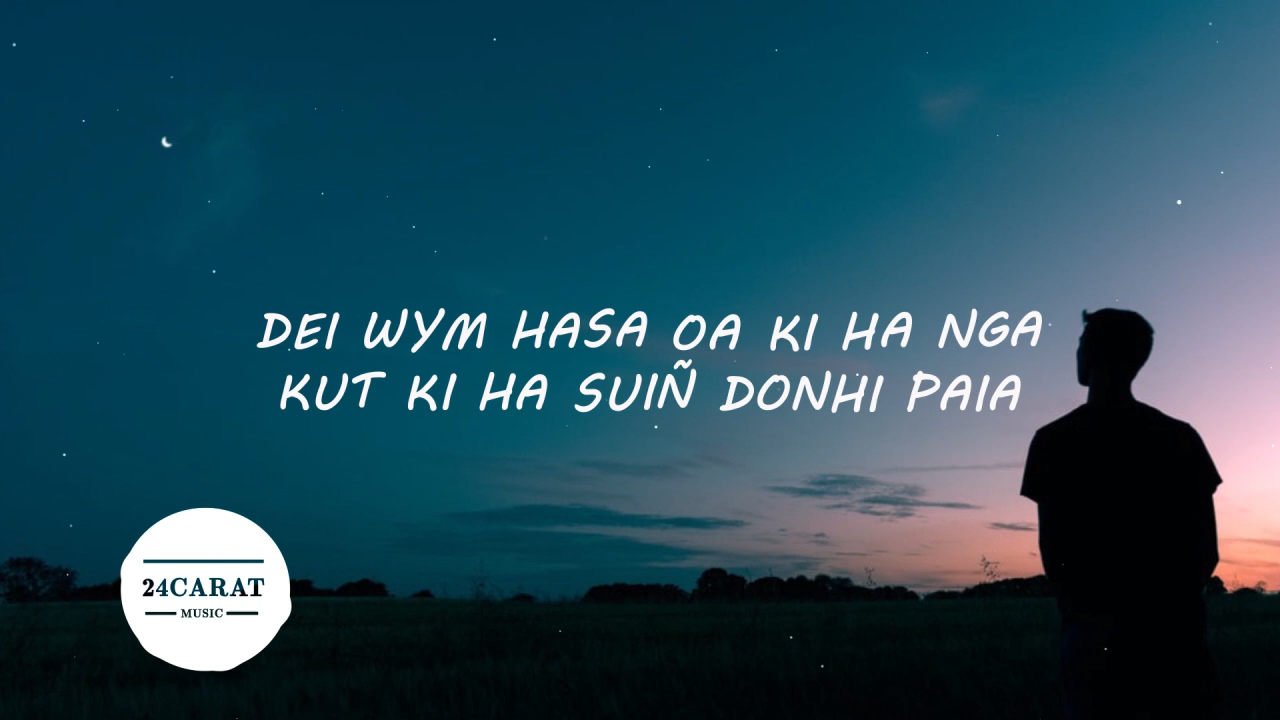 DEI WYM HASA OA KI HA NGA
KUT KI HA SUIÑ DONHI PAIA
24CARAT
MUSIC